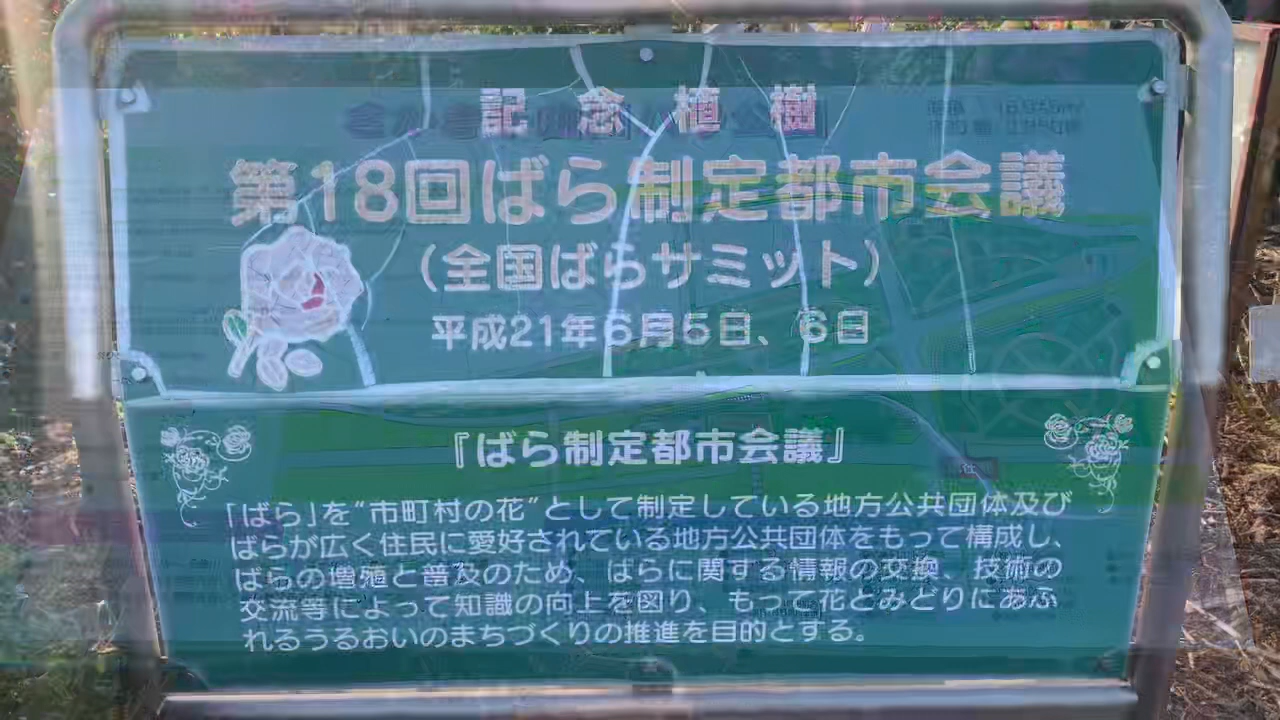 記念植樹
第18回ばら制定都市会議
(全国ばらサミット)
平成21年6月5日、6日
『ばら制定都市会議』
「ばら」を“市町村の花”として制定している地方公共団体及び
ばらが広く住民に愛好されている地方公共団体をもって構成し、
ばらの増殖と普及のため、ばらに関する情報の交換、技術の
交流等によって知識の向上を図り、もって花とみどりにあふ
れるうるおいのまちづくりの推進を目的とする。